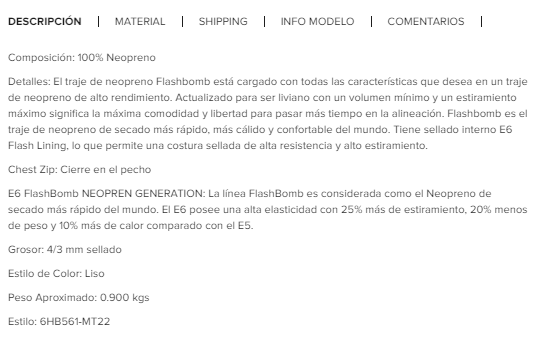 DESCRIPCIÓN | MATERIAL | SHIPPING | INFO MODELO | COMENTARIOS |
Composición: 100% Neopreno
Detalles: El traje de neopreno Flashbomb está cargado con todas las características que desea en un traje
de neopreno de alto rendimiento. Actualizado para ser liviano con un volumen mínimo y un estiramiento
máximo significa la máxima comodidad y libertad para pasar más tiempo en la alineación. Flashbomb es el
traje de neopreno de secado más rápido, más cálido y confortable del mundo. Tiene sellado interno E6
Flash Lining, lo que permite una costura sellada de alta resistencia y alto estiramiento.
Chest Zip: Cierre en el pecho
E6 FlashBomb NEOPREN GENERATION: La línea FlashBomb es considerada como el Neopreno de
secado más rápido del mundo. El E6 posee una alta elasticidad con 25% más de estiramiento, 20% menos
de peso y 10% más de calor comparado con el E5.
Grosor: 4/3 mm sellado
Estilo de Color: Liso
Peso Aproximado: 0.900 kgs
Estilo: 6HB561-MT22